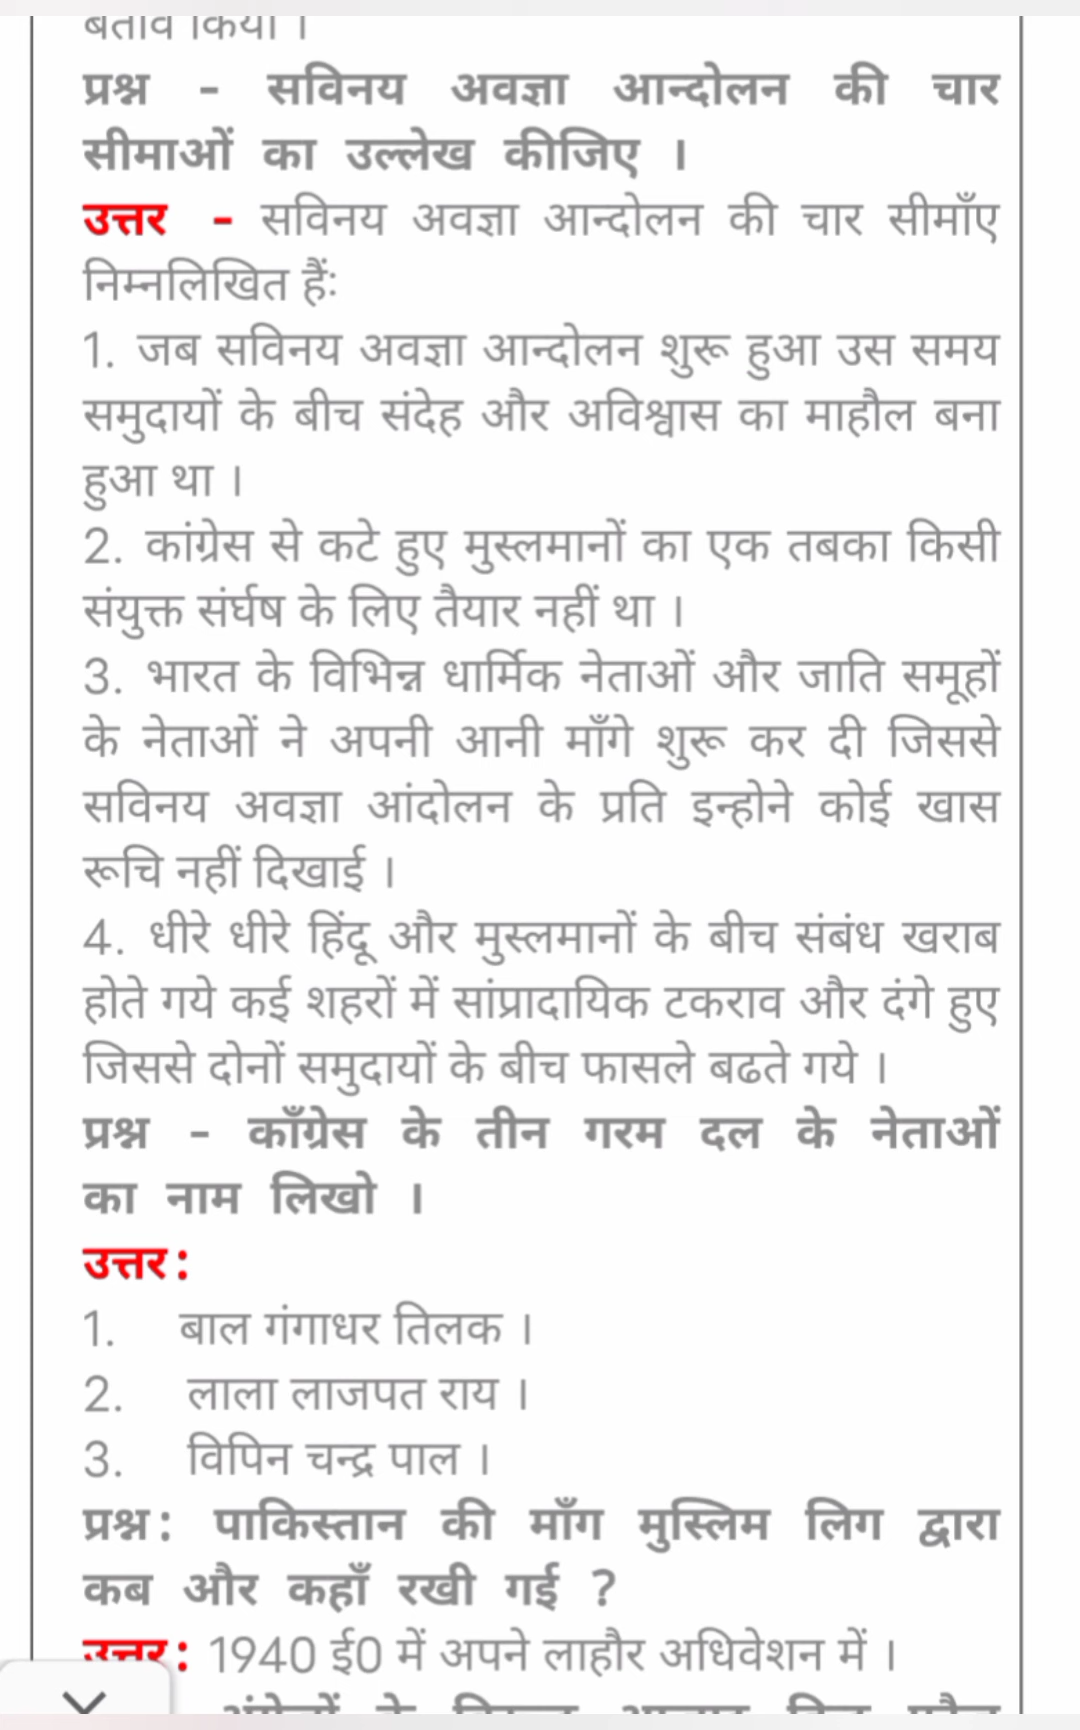 बर्ताव किया ।
प्रश्न - सविनय अवज्ञा आन्दोलन की चार
सीमाओं का उल्लेख कीजिए ।
उत्तर - सविनय अवज्ञा आन्दोलन की चार सीमाँए
निम्नलिखित हैंः
1. जब सविनय अवज्ञा आन्दोलन शुरू हुआ उस समय
समुदायों के बीच संदेह और अविश्वास का माहौल बना
हुआ था ।
2. कांग्रेस से कटे हुए मुस्लमानों का एक तबका किसी
संयुक्त संर्घष के लिए तैयार नहीं था ।
3. भारत के विभिन्न धार्मिक नेताओं और जाति समूहों
के नेताओं ने अपनी आनी माँगे शुरू कर दी जिससे
सविनय अवज्ञा आंदोलन के प्रति इन्होने कोई खास
रूचि नहीं दिखाई ।
4. धीरे धीरे हिंदू और मुस्लमानों के बीच संबंध खराब
होते गये कई शहरों में सांप्रादायिक टकराव और दंगे हुए
जिससे दोनों समुदायों के बीच फासले बढते गये ।
प्रश्न - काँग्रेस के तीन गरम दल के नेताओं
का नाम लिखो ।
उत्तर :
1. बाल गंगाधर तिलक ।
2. लाला लाजपत राय ।
3. विपिन चन्द्र पाल ।
प्रश्न : पाकिस्तान की माँग मुस्लिम लिग द्वारा
कब और कहाँ रखी गई ?
उत्तर : 1940 ई0 में अपने लाहौर अधिवेशन में ।